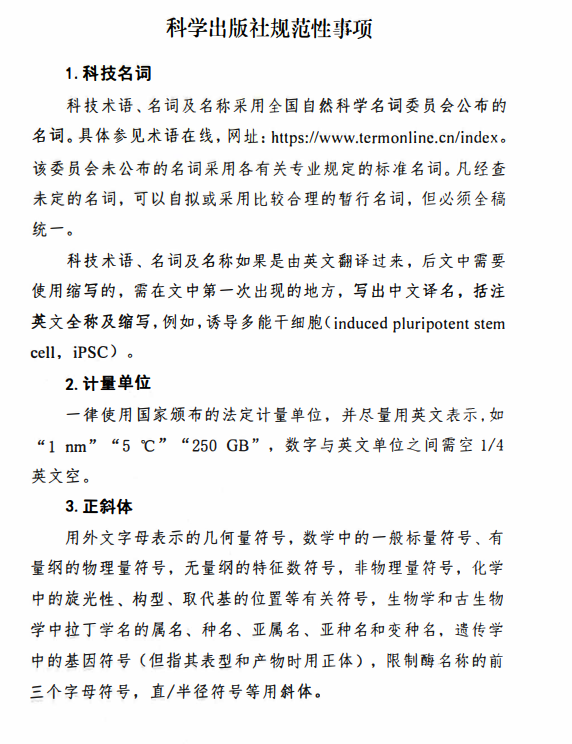 科学出版社规范性事项
1. 科技名词
科技术语、名词及名称采用全国自然科学名词委员会公布的
名词。具体参见术语在线，网址：https://www.termonline.cn/index。
该委员会未公布的名词采用各有关专业规定的标准名词。凡经查
未定的名词，可以自拟或采用比较合理的暂行名词，但必须全稿
统一。
科技术语、名词及名称如果是由英文翻译过来，后文中需要
使用缩写的，需在文中第一次出现的地方，写出中文译名，括注
英文全称及缩写，例如，诱导多能干细胞（induced pluripotent stem
cell，iPSC）。
2. 计量单位
一律使用国家颁布的法定计量单位，并尽量用英文表示，如
“1 nm”“5 ℃”“250 GB”，数字与英文单位之间需空 1/4
英文空。
3. 正斜体
用外文字母表示的几何量符号，数学中的一般标量符号、有
量纲的物理量符号，无量纲的特征数符号，非物理量符号，化学
中的旋光性、构型、取代基的位置等有关符号，生物学和古生物
学中拉丁学名的属名、种名、亚属名、亚种名和变种名，遗传学
中的基因符号（但指其表型和产物时用正体），限制酶名称的前
三个字母符号，直/半径符号等用斜体。